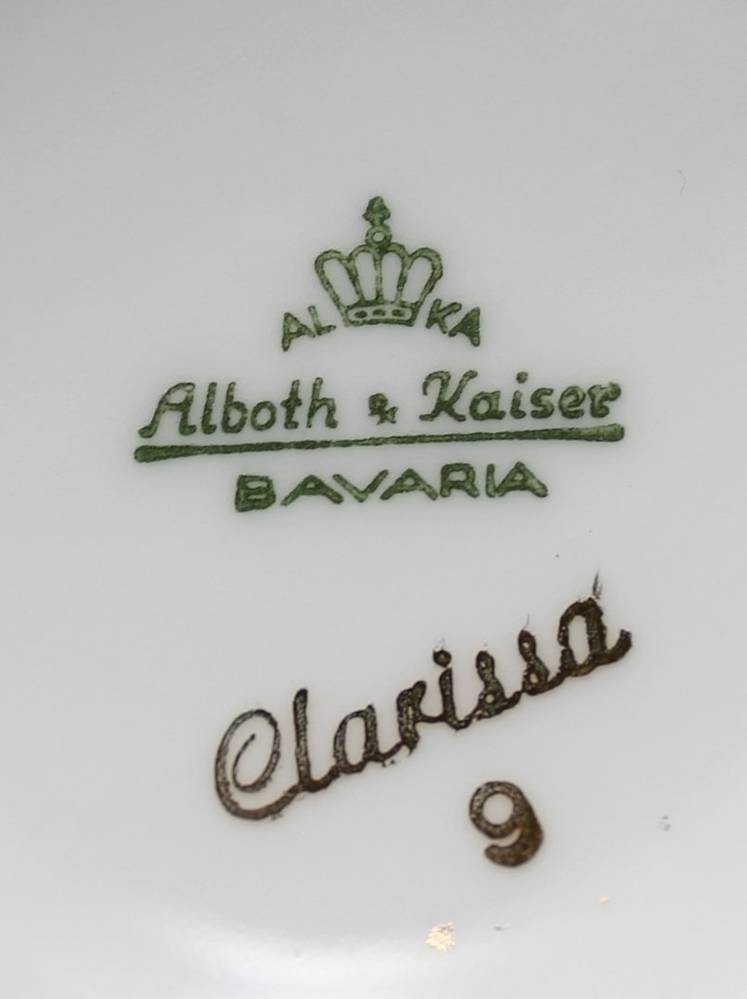 AL KA
Alboth & Kaiser
BAVARIA
Clarissa
9